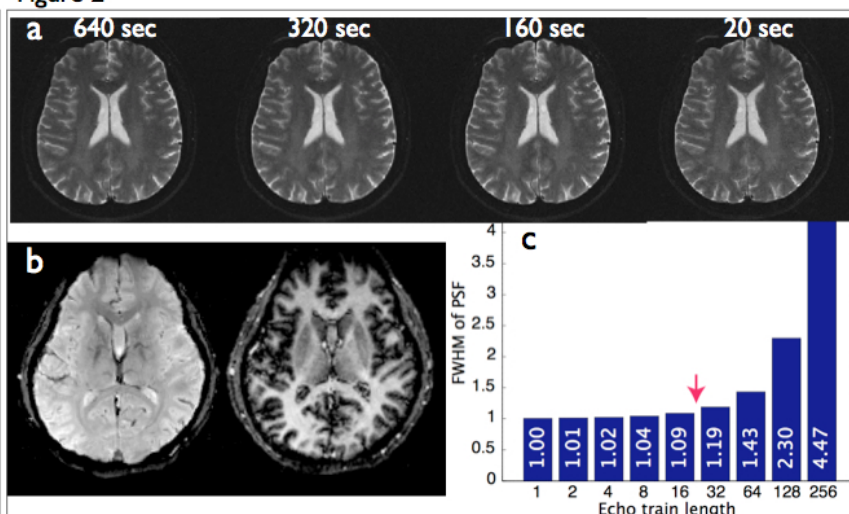 a 640 sec 320 sec 160 sec 20 sec
b
c
4
3.5
3
2.5
2
1.5
1
0.5
0
FWHM of PSF
1.00 1.01 1.02 1.04 1.09 1.19 1.43 2.30 4.47
1 2 4 8 16 32 64 128 256
Echo train length